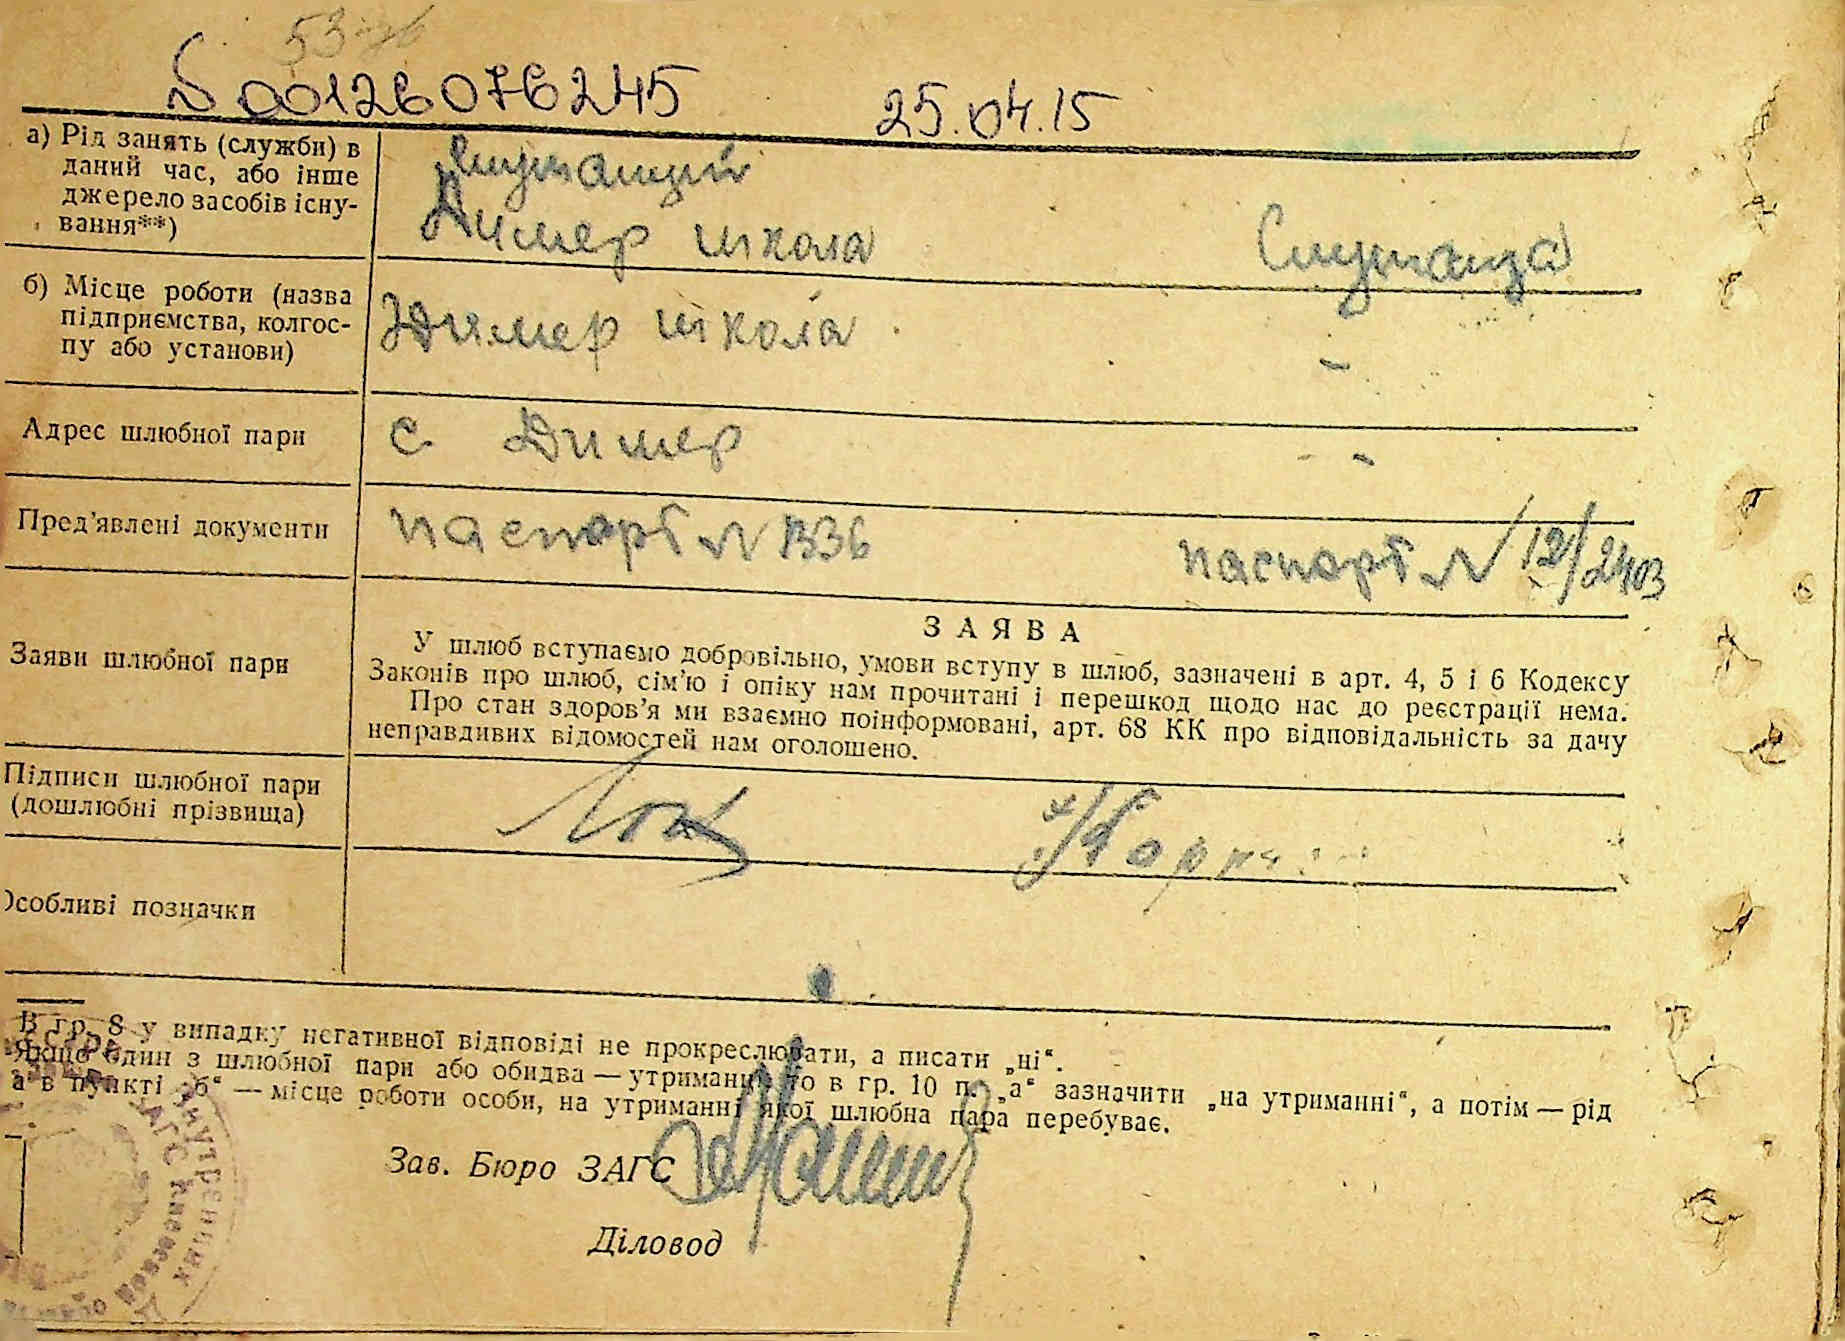 00126076245 25.04.15
а) Рід занять (служби) в
даний час, або інше
джерело засобів існу-
вання**)
Димер школа
б) Місце роботи (назва
підприємства, колгос-
пу або установи)
Димер школа -
Адрес шлюбної пари
с Димер -
Пред'явлені документи
паспорт № 1336 паспорт № 12/2403
Заяви шлюбної пари
ЗАЯВА
У шлюб вступаємо добровільно, умови вступу в шлюб, зазначені в арт. 4, 5 і 6 Кодексу
Законів про шлюб, сім'ю і опіку нам прочитані і перешкод щодо нас до реєстрації нема.
Про стан здоров'я ми взаємно поінформовані, арт. 68 КК про відповідальність за дачу
неправдивих відомостей нам оголошено.
Підписи шлюбної пари
(дошлюбні прізвища)
Особливі позначки
В гр. 8 у випадку негативної відповіді не прокреслювати, а писати „ні“.
Якщо один з шлюбної пари або обидва — утриманці то в гр. 10 п. „а“ зазначити „на утриманні“, а потім — рід
а в пункті „б“ — місце роботи особи, на утриманні якої шлюбна пара перебуває.
Зав. Бюро ЗАГС
Діловод